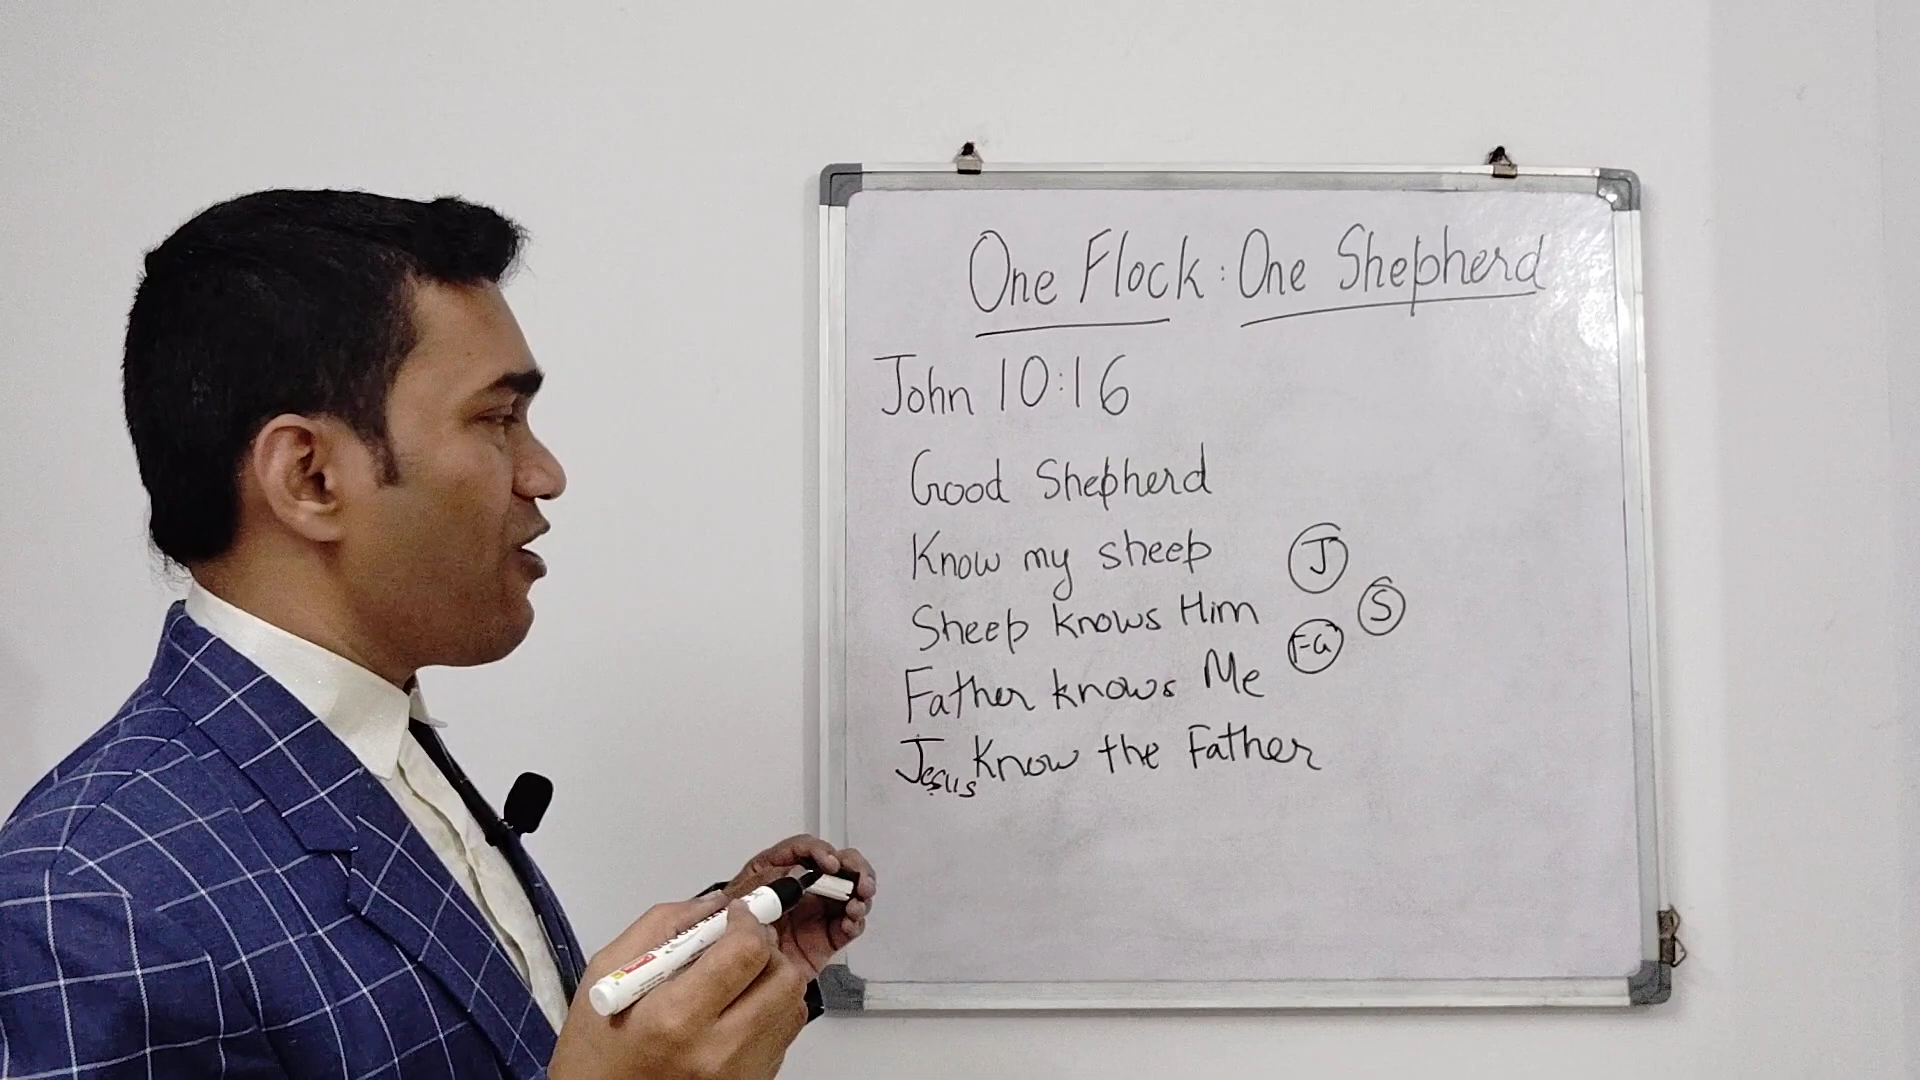 One Flock : One Shepherd
John 10:16
Good Shepherd
Know my sheep
J
Sheep knows Him
S
Father knows Me
Fa
Jesus Know the Father